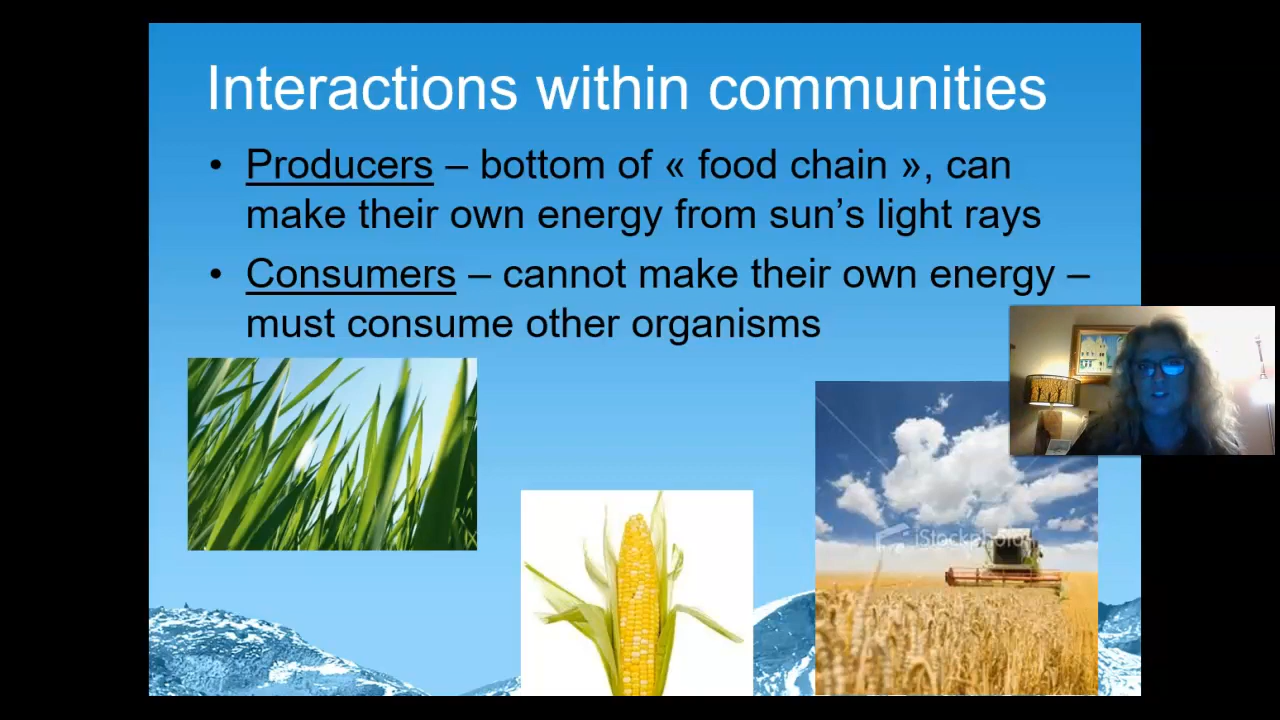 Interactions within communities
• Producers – bottom of « food chain », can
make their own energy from sun’s light rays
• Consumers – cannot make their own energy –
must consume other organisms
iStockphoto